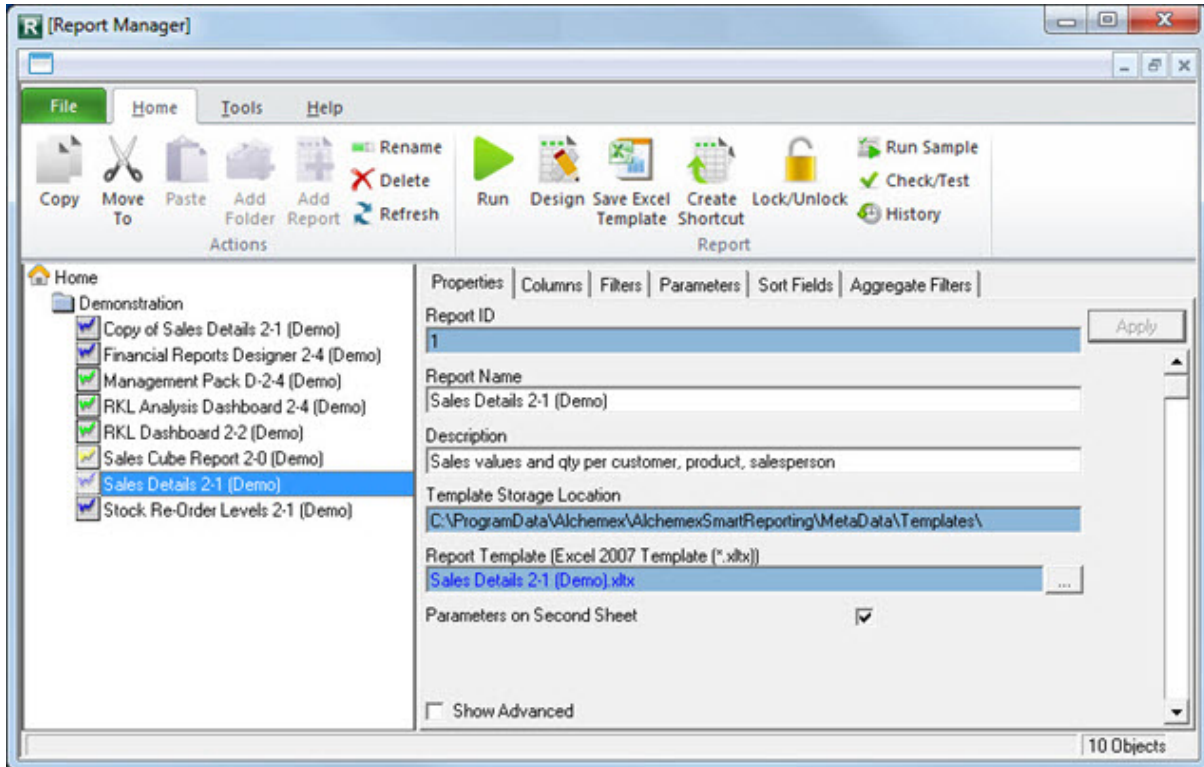 [Report Manager]
File Home Tools Help
Copy Move To Paste Add Folder Add Report Rename Delete Refresh
Actions
Run Design Save Excel Template Create Shortcut Lock/Unlock Run Sample Check/Test History
Report
Home
Demonstration
Copy of Sales Details 2-1 (Demo)
Financial Reports Designer 2-4 (Demo)
Management Pack D-2-4 (Demo)
RKL Analysis Dashboard 2-4 (Demo)
RKL Dashboard 2-2 (Demo)
Sales Cube Report 2-0 (Demo)
Sales Details 2-1 (Demo)
Stock Re-Order Levels 2-1 (Demo)
Properties Columns Filters Parameters Sort Fields Aggregate Filters
Report ID
Apply
1
Report Name
Sales Details 2-1 (Demo)
Description
Sales values and qty per customer, product, salesperson
Template Storage Location
C:\ProgramData\Alchemex\AlchemexSmartReporting\MetaData\Templates\
Report Template (Excel 2007 Template (*.xltx))
Sales Details 2-1 (Demo).xltx
...
Parameters on Second Sheet
Show Advanced
10 Objects